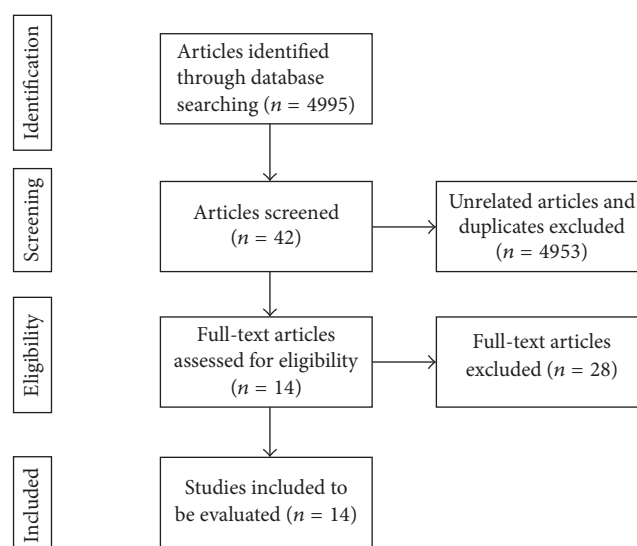 Identification
Articles identified
through database
searching (n = 4995)
Screening
Articles screened
(n = 42)
Unrelated articles and
duplicates excluded
(n = 4953)
Eligibility
Full-text articles
assessed for eligibility
(n = 14)
Full-text articles
excluded (n = 28)
Included
Studies included to
be evaluated (n = 14)